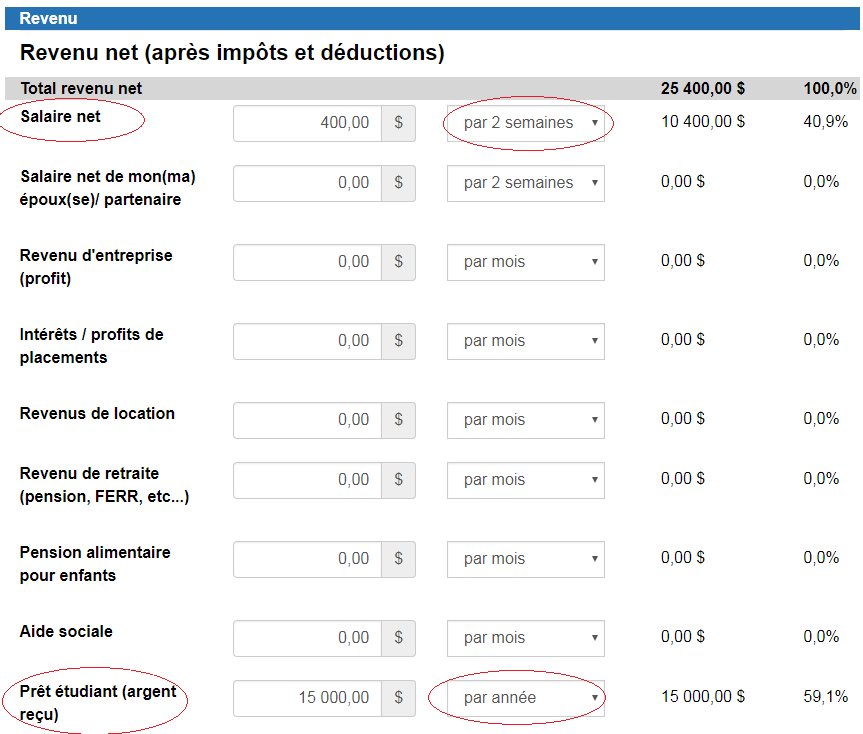 Revenu
Revenu net (après impôts et déductions)
Total revenu net 25 400,00 $ 100,0%
Salaire net 400,00 $ par 2 semaines 10 400,00 $ 40,9%
Salaire net de mon(ma) 0,00 $ par 2 semaines 0,00 $ 0,0%
époux(se)/ partenaire
Revenu d'entreprise 0,00 $ par mois 0,00 $ 0,0%
(profit)
Intérêts / profits de 0,00 $ par mois 0,00 $ 0,0%
placements
Revenus de location 0,00 $ par mois 0,00 $ 0,0%
Revenu de retraite 0,00 $ par mois 0,00 $ 0,0%
(pension, FERR, etc...)
Pension alimentaire 0,00 $ par mois 0,00 $ 0,0%
pour enfants
Aide sociale 0,00 $ par mois 0,00 $ 0,0%
Prêt étudiant (argent 15 000,00 $ par année 15 000,00 $ 59,1%
reçu)